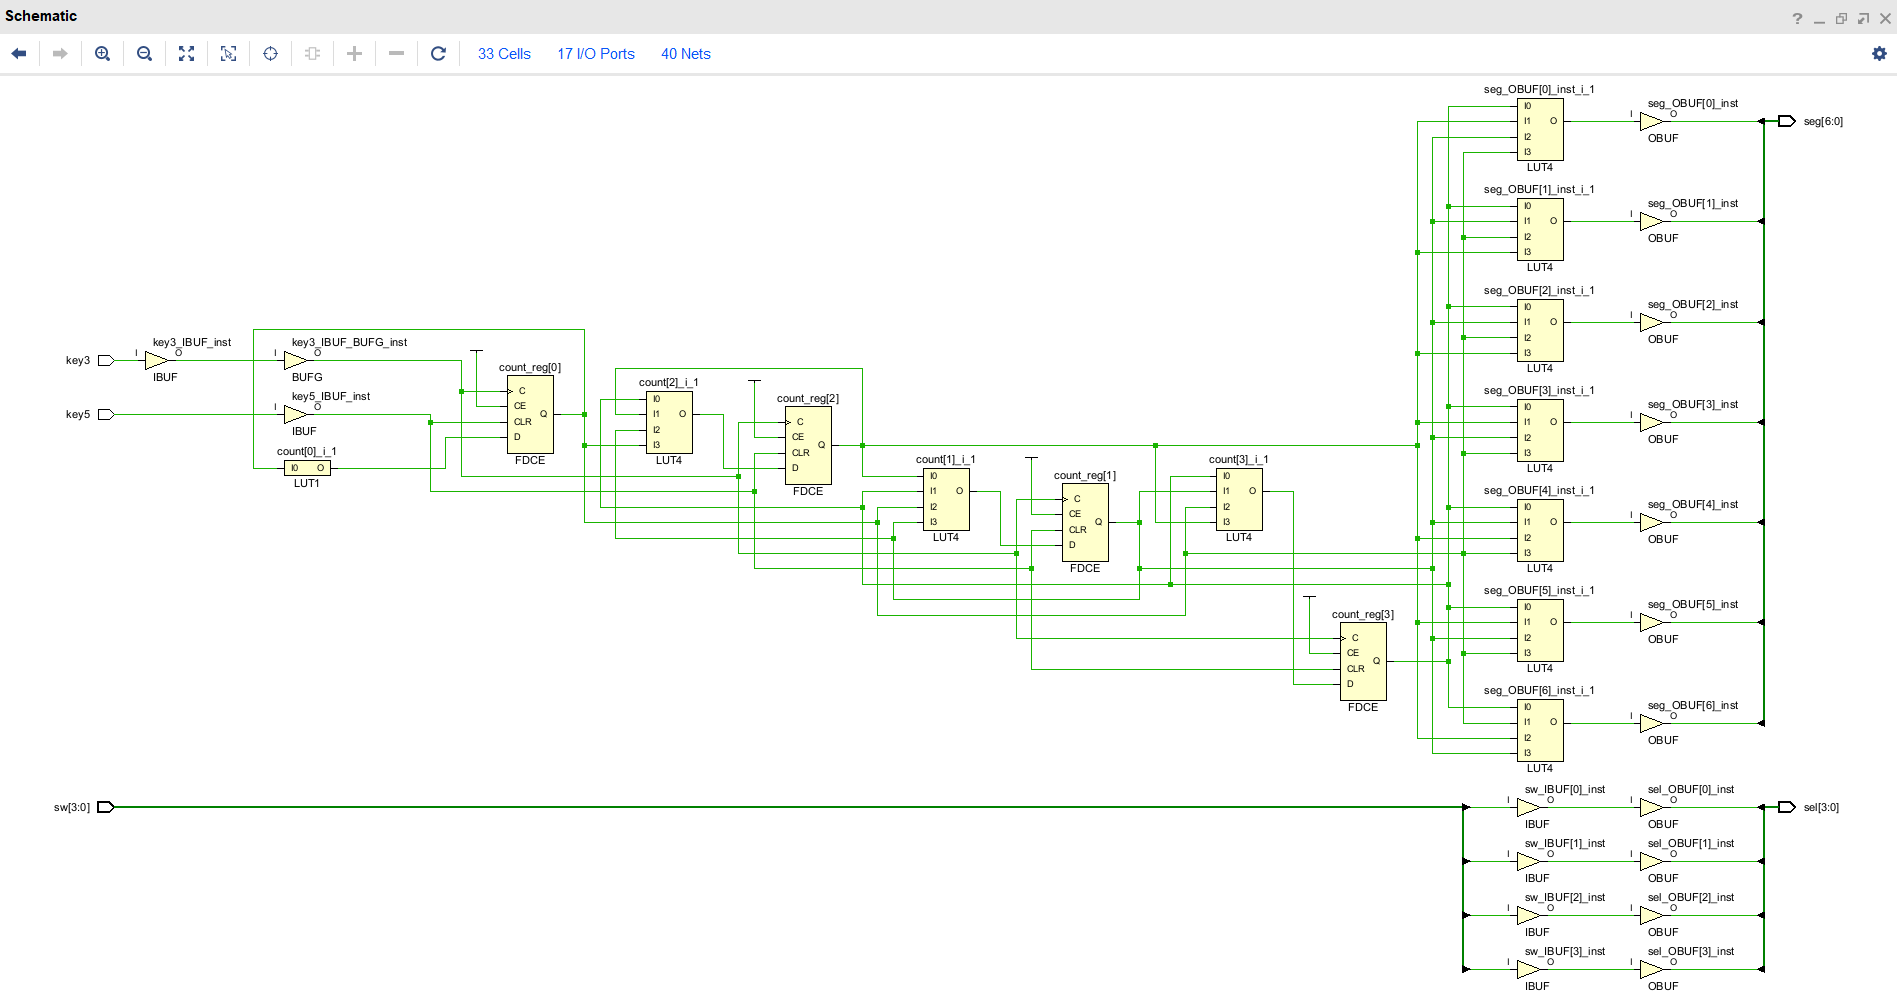 Schematic
33 Cells 17 I/O Ports 40 Nets
key3
I
key3_IBUF_inst
O
IBUF
I
key3_IBUF_BUFG_inst
O
BUFG
key5
I
key5_IBUF_inst
O
IBUF
count[0]_i_1
I0 O
LUT1
count_reg[0]
C
CE
CLR
D
Q
FDCE
count[2]_i_1
I0
I1
I2
I3
O
LUT4
count_reg[2]
C
CE
CLR
D
Q
FDCE
count[1]_i_1
I0
I1
I2
I3
O
LUT4
count_reg[1]
C
CE
CLR
D
Q
FDCE
count[3]_i_1
I0
I1
I2
I3
O
LUT4
count_reg[3]
C
CE
CLR
D
Q
FDCE
seg_OBUF[0]_inst_i_1
I0
I1
I2
I3
O
LUT4
I
seg_OBUF[0]_inst
O
OBUF
seg[6:0]
seg_OBUF[1]_inst_i_1
I0
I1
I2
I3
O
LUT4
I
seg_OBUF[1]_inst
O
OBUF
seg_OBUF[2]_inst_i_1
I0
I1
I2
I3
O
LUT4
I
seg_OBUF[2]_inst
O
OBUF
seg_OBUF[3]_inst_i_1
I0
I1
I2
I3
O
LUT4
I
seg_OBUF[3]_inst
O
OBUF
seg_OBUF[4]_inst_i_1
I0
I1
I2
I3
O
LUT4
I
seg_OBUF[4]_inst
O
OBUF
seg_OBUF[5]_inst_i_1
I0
I1
I2
I3
O
LUT4
I
seg_OBUF[5]_inst
O
OBUF
seg_OBUF[6]_inst_i_1
I0
I1
I2
I3
O
LUT4
I
seg_OBUF[6]_inst
O
OBUF
sw[3:0]
I
sw_IBUF[0]_inst
O
IBUF
I
sel_OBUF[0]_inst
O
OBUF
sel[3:0]
I
sw_IBUF[1]_inst
O
IBUF
I
sel_OBUF[1]_inst
O
OBUF
I
sw_IBUF[2]_inst
O
IBUF
I
sel_OBUF[2]_inst
O
OBUF
I
sw_IBUF[3]_inst
O
IBUF
I
sel_OBUF[3]_inst
O
OBUF